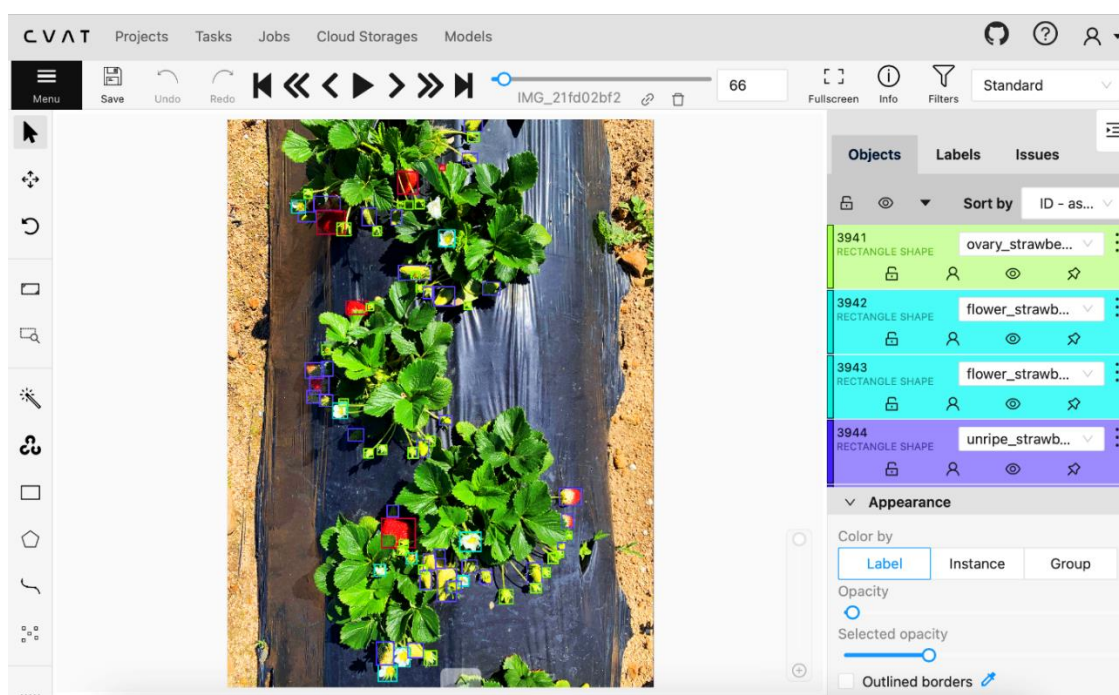 CVAT Projects Tasks Jobs Cloud Storages Models
Menu Save Undo Redo IMG_21fd02bf2 66 Fullscreen Info Filters Standard
Objects Labels Issues
Sort by ID - as...
3941 ovary_strawbe...
RECTANGLE SHAPE
3942 flower_strawb...
RECTANGLE SHAPE
3943 flower_strawb...
RECTANGLE SHAPE
3944 unripe_strawb...
RECTANGLE SHAPE
Appearance
Color by
Label Instance Group
Opacity
Selected opacity
Outlined borders